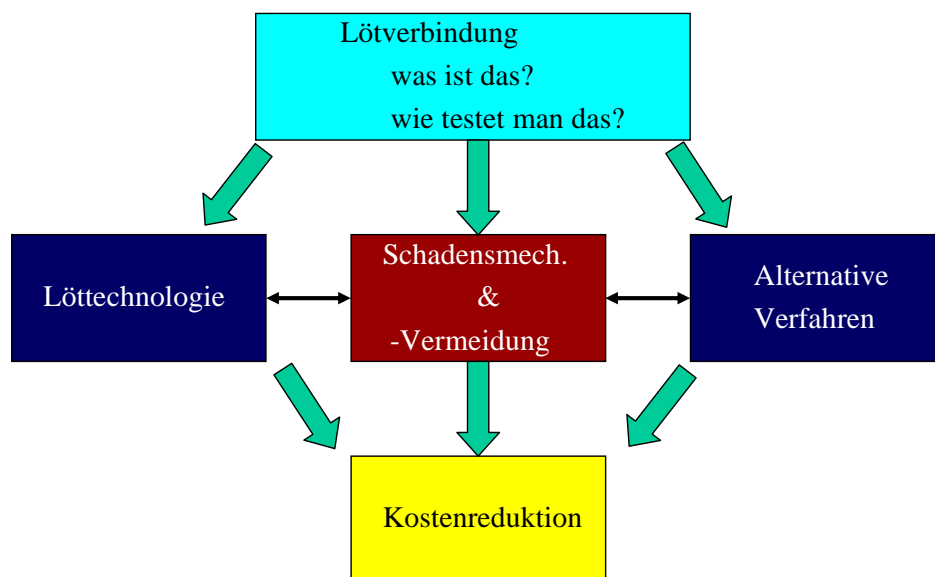 Lötverbindung
was ist das?
wie testet man das?
Löttechnologie
Schadensmech.
&
-Vermeidung
Alternative
Verfahren
Kostenreduktion